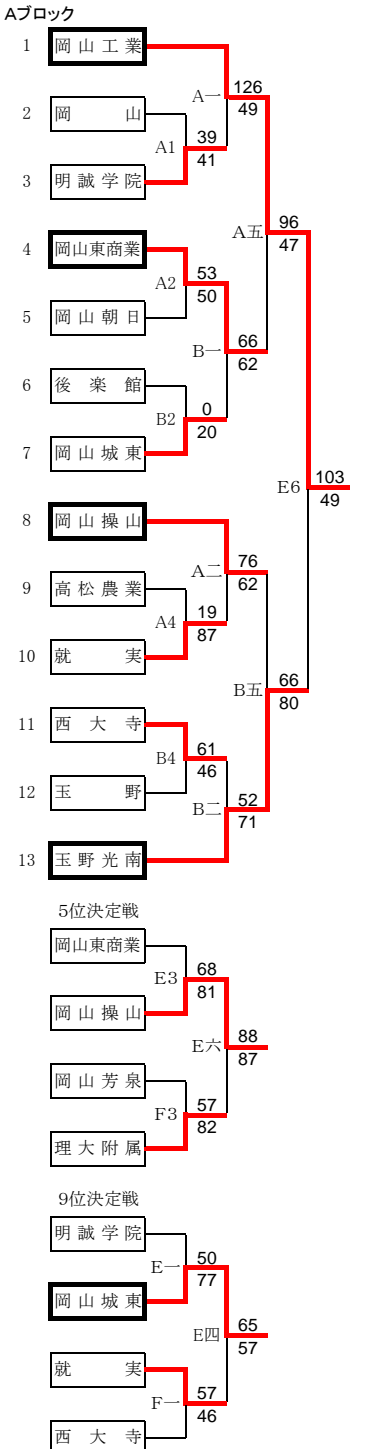 Aブロック
1 岡山工業
A一 126
49
2 岡山
A1 39
41
3 明誠学院
4 岡山東商業
A五 96
47
A2 53
50
5 岡山朝日
B一 66
62
6 後楽館
B2 0
20
7 岡山城東
E6 103
49
8 岡山操山
A二 76
62
9 高松農業
A4 19
87
10 就実
B五 66
80
11 西大寺
B4 61
46
12 玉野
B二 52
71
13 玉野光南
5位決定戦
岡山東商業
E3 68
81
岡山操山
E六 88
87
岡山芳泉
F3 57
82
理大附属
9位決定戦
明誠学院
E一 50
77
岡山城東
E四 65
57
就実
F一 57
46
西大寺